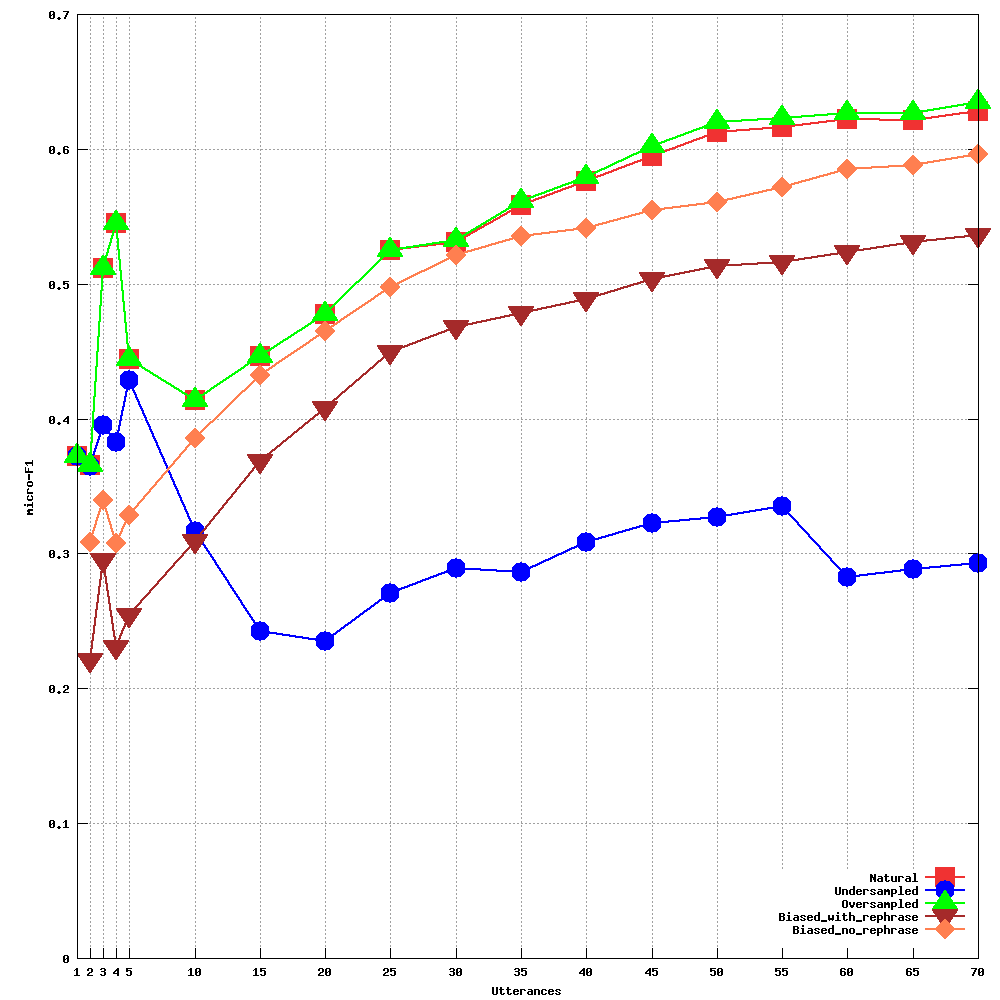 0.7
0.6
0.5
0.4
0.3
0.2
0.1
0
micro-F1
Natural
Undersampled
Oversampled
Biased_with_rephrase
Biased_no_rephrase
1 2 3 4 5 10 15 20 25 30 35 40 45 50 55 60 65 70
Utterances